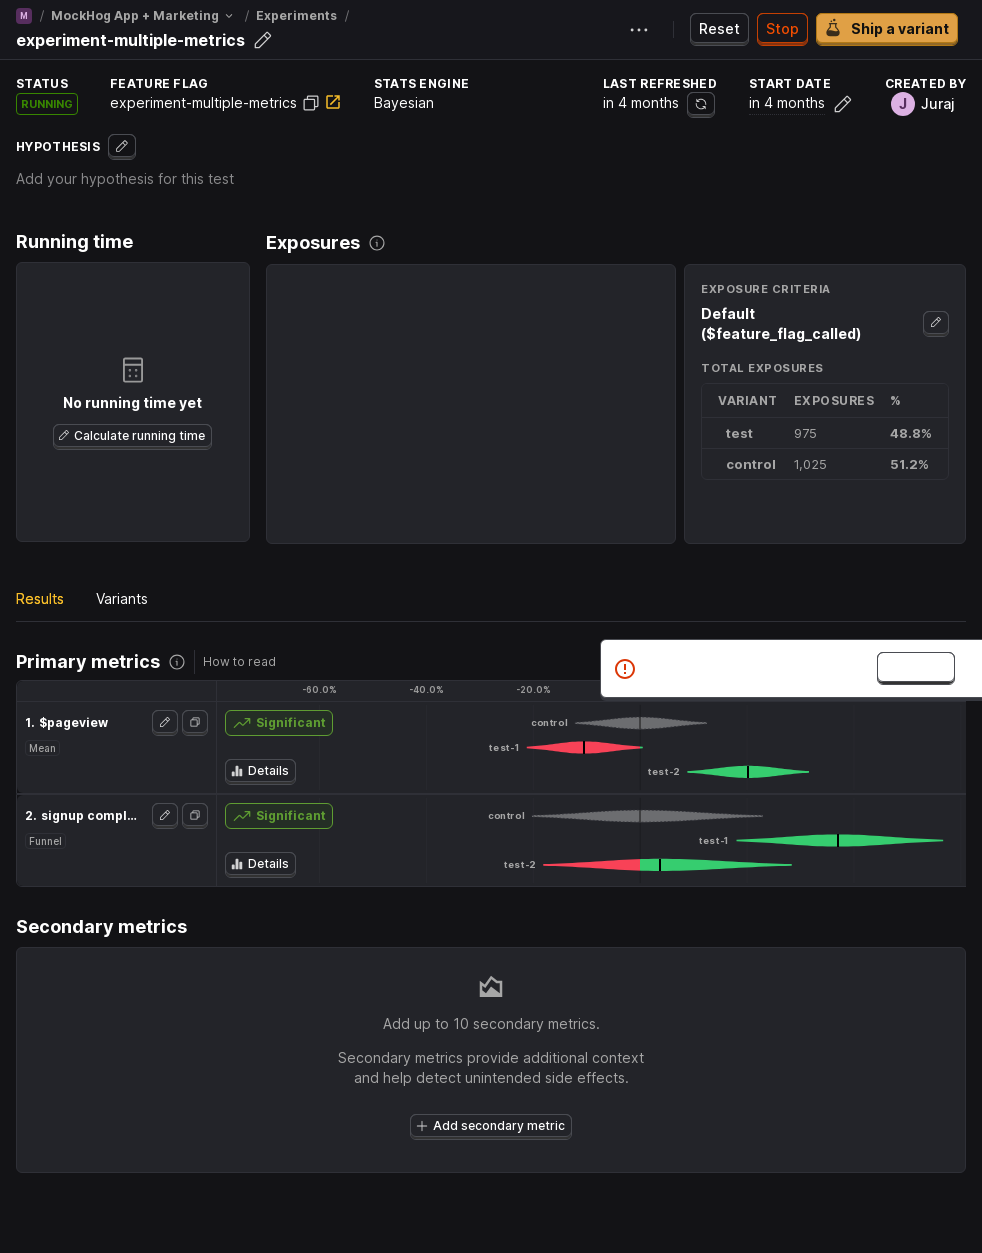 M / MockHog App + Marketing / Experiments /
experiment-multiple-metrics
Reset Stop Ship a variant
STATUS FEATURE FLAG STATS ENGINE LAST REFRESHED START DATE CREATED BY
RUNNING experiment-multiple-metrics Bayesian in 4 months in 4 months J Juraj
HYPOTHESIS
Add your hypothesis for this test
Running time
Exposures
No running time yet
Calculate running time
EXPOSURE CRITERIA
Default
($feature_flag_called)
TOTAL EXPOSURES
VARIANT EXPOSURES %
test 975 48.8%
control 1,025 51.2%
Results Variants
Primary metrics How to read
-60.0% -40.0% -20.0%
1. $pageview Significant control
Mean test-1
Details test-2
2. signup compl... Significant control
Funnel test-1
Details test-2
Secondary metrics
Add up to 10 secondary metrics.
Secondary metrics provide additional context
and help detect unintended side effects.
Add secondary metric